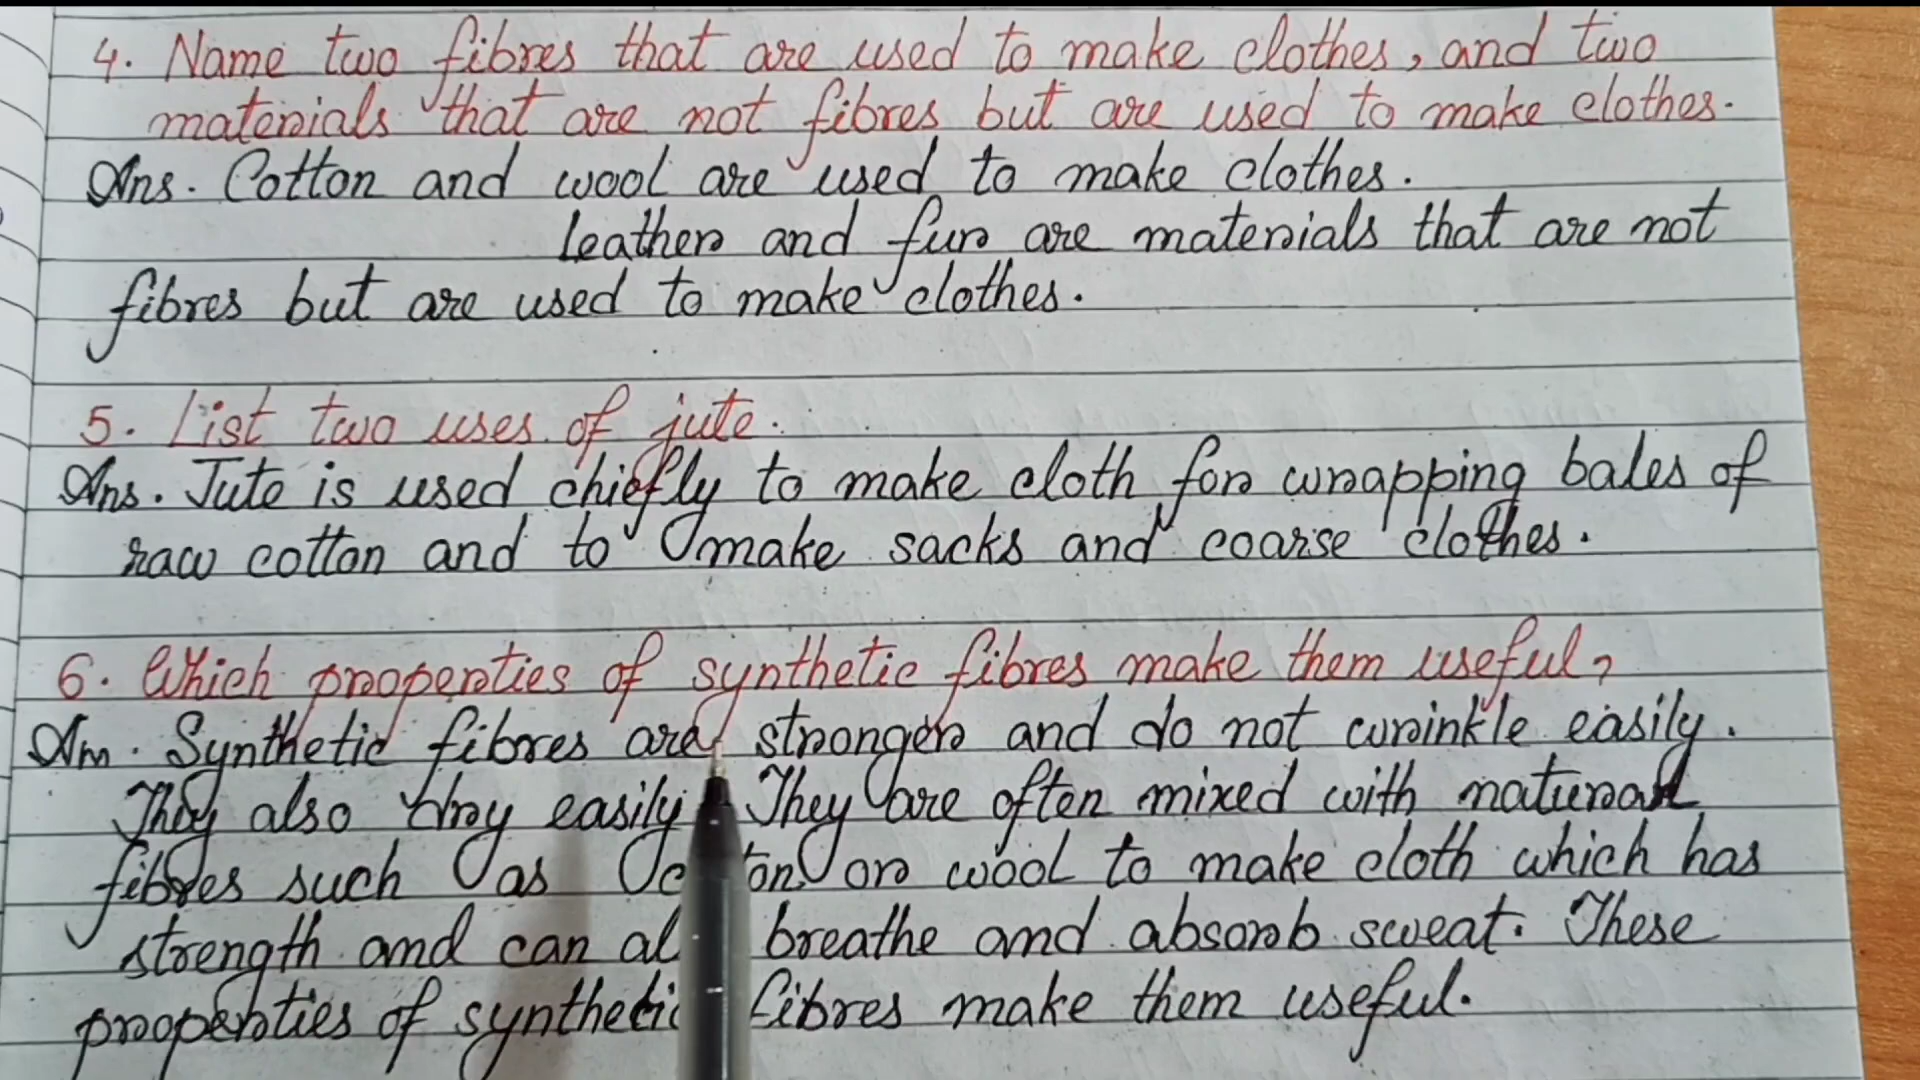 4. Name two fibres that are used to make clothes, and two
materials that are not fibres but are used to make clothes.
Ans. Cotton and wool are used to make clothes.
leather and fur are materials that are not
fibres but are used to make clothes.
5. List two uses of jute.
Ans. Jute is used chiefly to make cloth for wrapping bales of
raw cotton and to make sacks and coarse clothes.
6. Which properties of synthetic fibres make them useful?
Ans. Synthetic fibres are stronger and do not wrinkle easily.
They also dry easily. They are often mixed with natural
fibres such as or wool to make cloth which has
strength and can breathe and absorb sweat. These
properties of synthetic fibres make them useful.